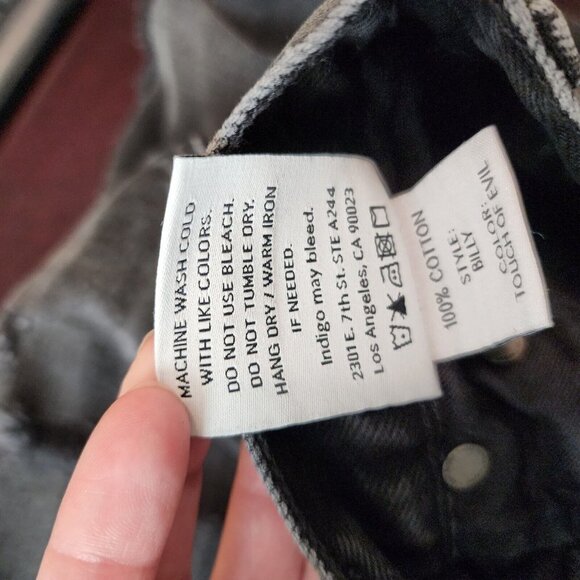 MACHINE WASH COLD
WITH LIKE COLORS.
DO NOT USE BLEACH.
DO NOT TUMBLE DRY.
HANG DRY / WARM IRON
IF NEEDED.
Indigo may bleed.
2301 E. 7th St. STE A244
Los Angeles, CA 90023
100% COTTON
STYLE:
BILLY
COLOR:
TOUCH OF EVIL